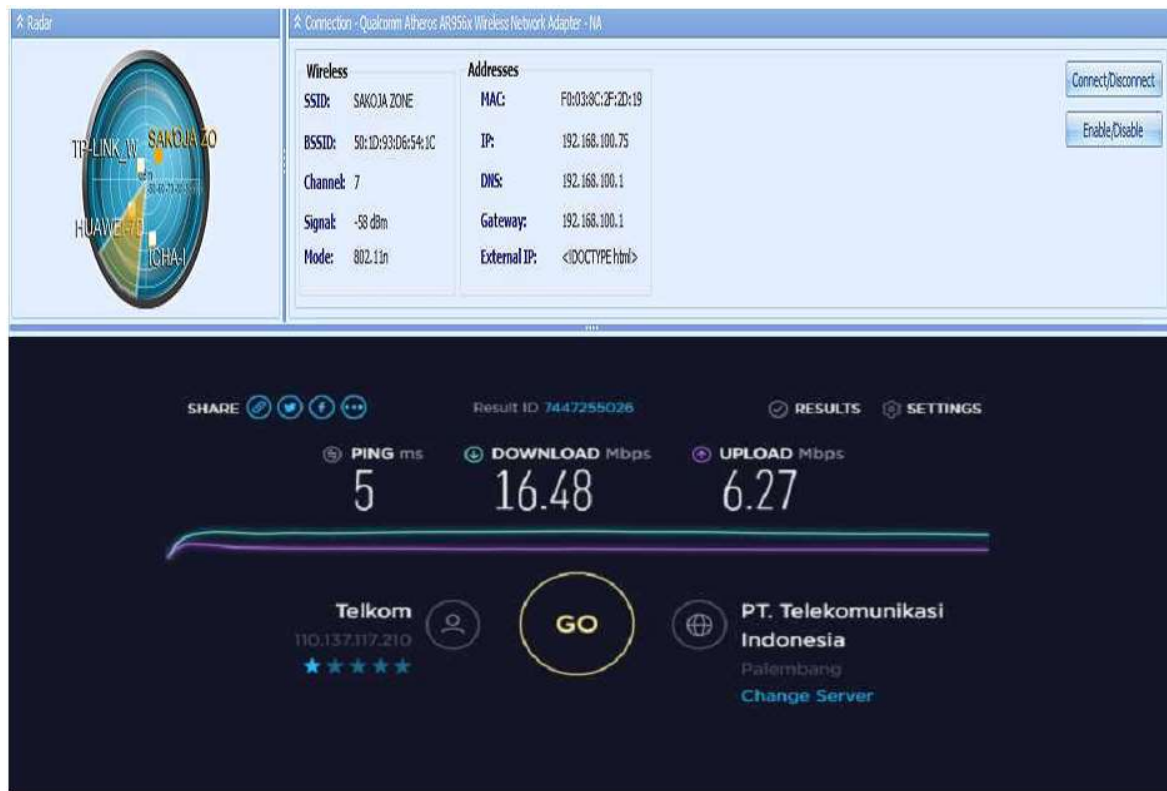 Radar
TP-LINK_W
SAKOJA ZO
HUAWEI-7D
ICHA-I
Connection - Qualcomm Atheros AR956x Wireless Network Adapter - NA
Wireless
SSID: SAKOJA ZONE
BSSID: 50:1D:93:D6:54:1C
Channel: 7
Signal: -58 dBm
Mode: 802.11n
Addresses
MAC: F0:03:8C:2F:2D:19
IP: 192.168.100.75
DNS: 192.168.100.1
Gateway: 192.168.100.1
External IP: <!DOCTYPE html>
Connect/Disconnect
Enable/Disable
SHARE
Result ID 7447255026
RESULTS
SETTINGS
PING ms
5
DOWNLOAD Mbps
16.48
UPLOAD Mbps
6.27
Telkom
110.137.117.210
GO
PT. Telekomunikasi
Indonesia
Palembang
Change Server